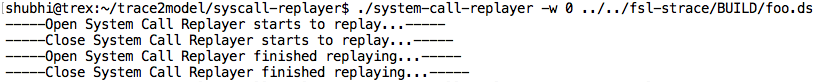 shubhi@trex:~/trace2model/syscall-replayer$ ./system-call-replayer -w 0 ../../fsl-strace/BUILD/foo.ds
-----Open System Call Replayer starts to replay...-----
-----Close System Call Replayer starts to replay...-----
-----Open System Call Replayer finished replaying...-----
-----Close System Call Replayer finished replaying...-----